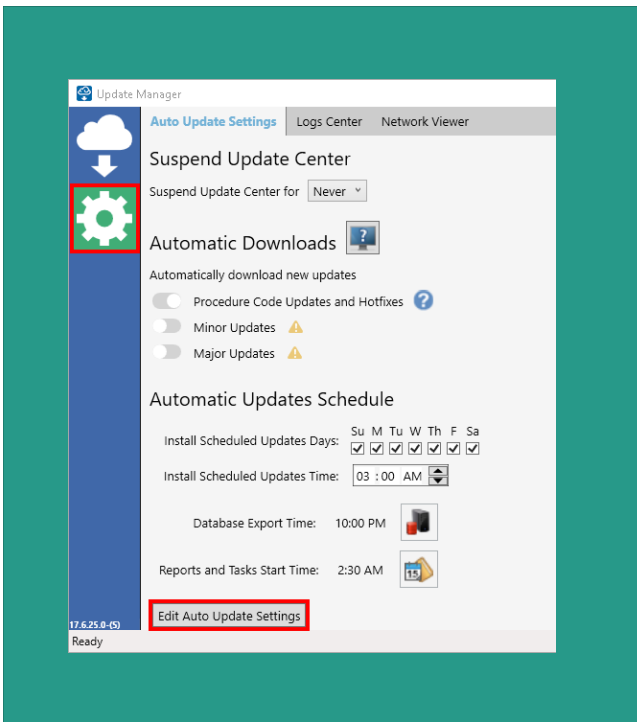 Update Manager
Auto Update Settings Logs Center Network Viewer
Suspend Update Center
Suspend Update Center for Never
Automatic Downloads ?
Automatically download new updates
Procedure Code Updates and Hotfixes ?
Minor Updates
Major Updates
Automatic Updates Schedule
Su M Tu W Th F Sa
Install Scheduled Updates Days:
Install Scheduled Updates Time: 03 : 00 AM
Database Export Time: 10:00 PM
Reports and Tasks Start Time: 2:30 AM 15
Edit Auto Update Settings
17.6.25.0-(S)
Ready